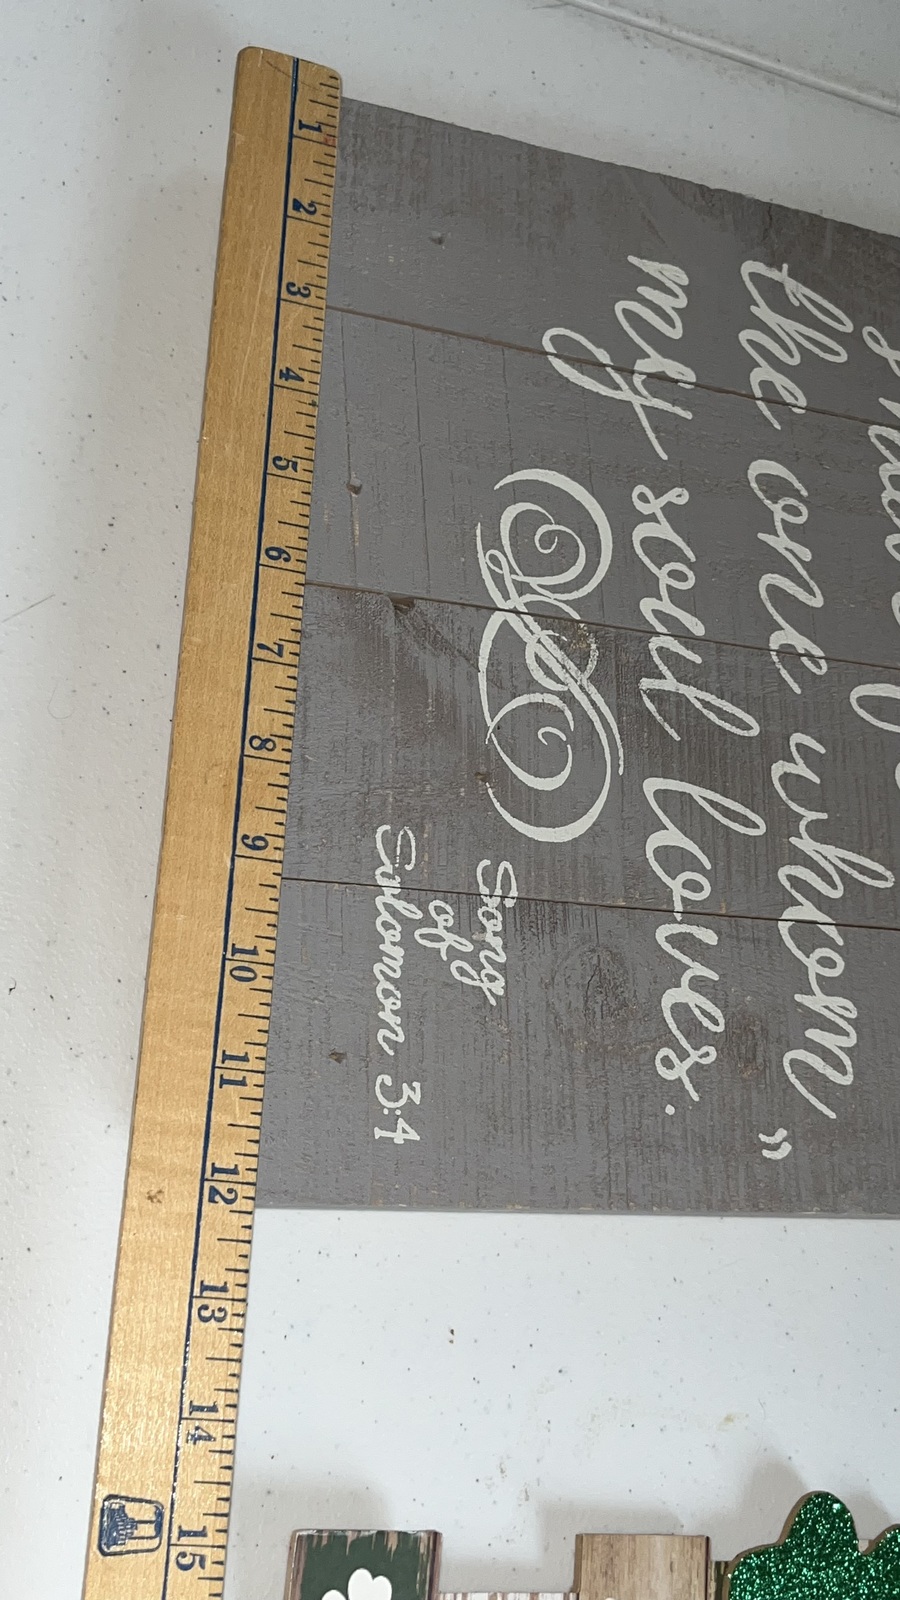 the one whom
my soul loves.”
Song
of
Solomon 3:4
1 2 3 4 5 6 7 8 9 10 11 12 13 14 15